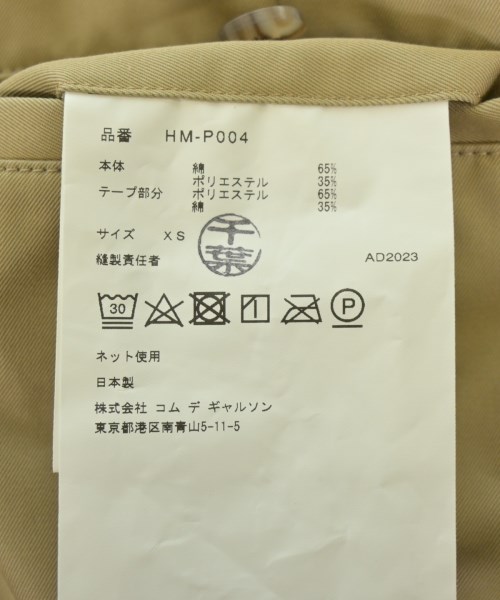 品番 HM-P004
本体 綿 65%
ポリエステル 35%
テープ部分 ポリエステル 65%
綿 35%
サイズ XS
千葉
縫製責任者 AD2023
30 P
ネット使用
日本製
株式会社 コム デ ギャルソン
東京都港区南青山5-11-5